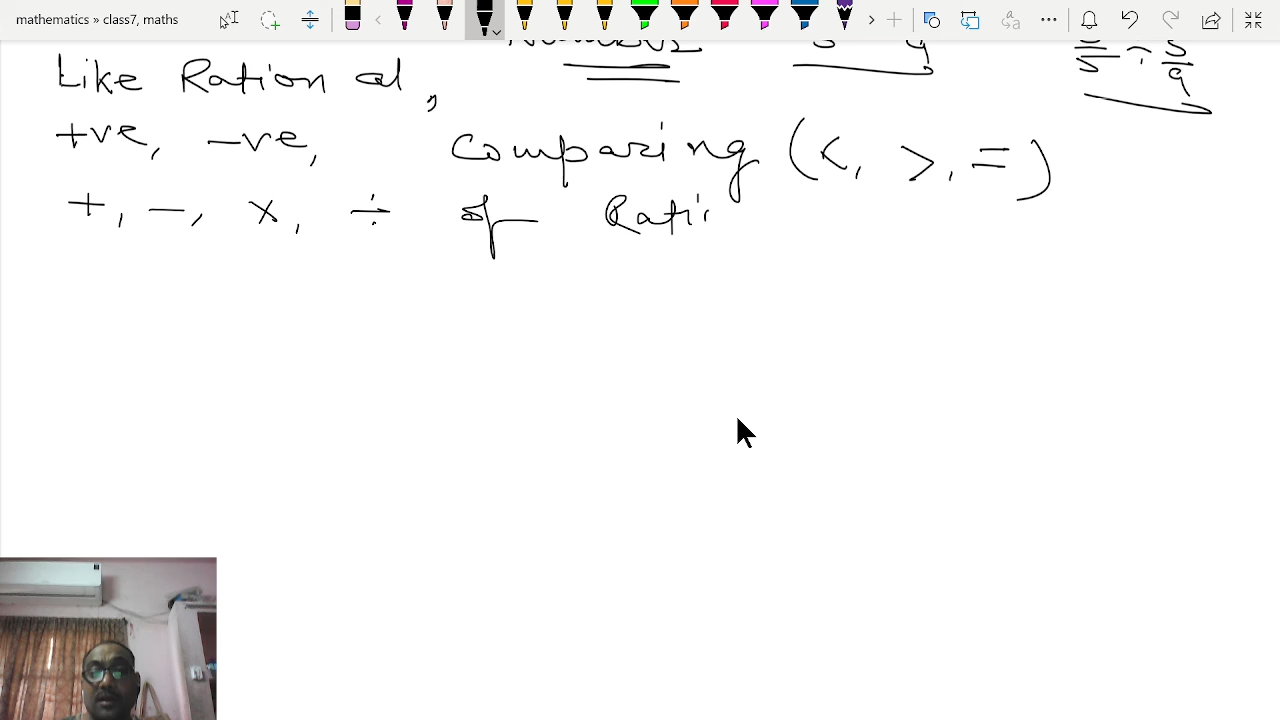 mathematics » class7, maths
Like Rational,
+ve, -ve, Comparing (<, >, =)
+, -, ×, ÷ of Rati